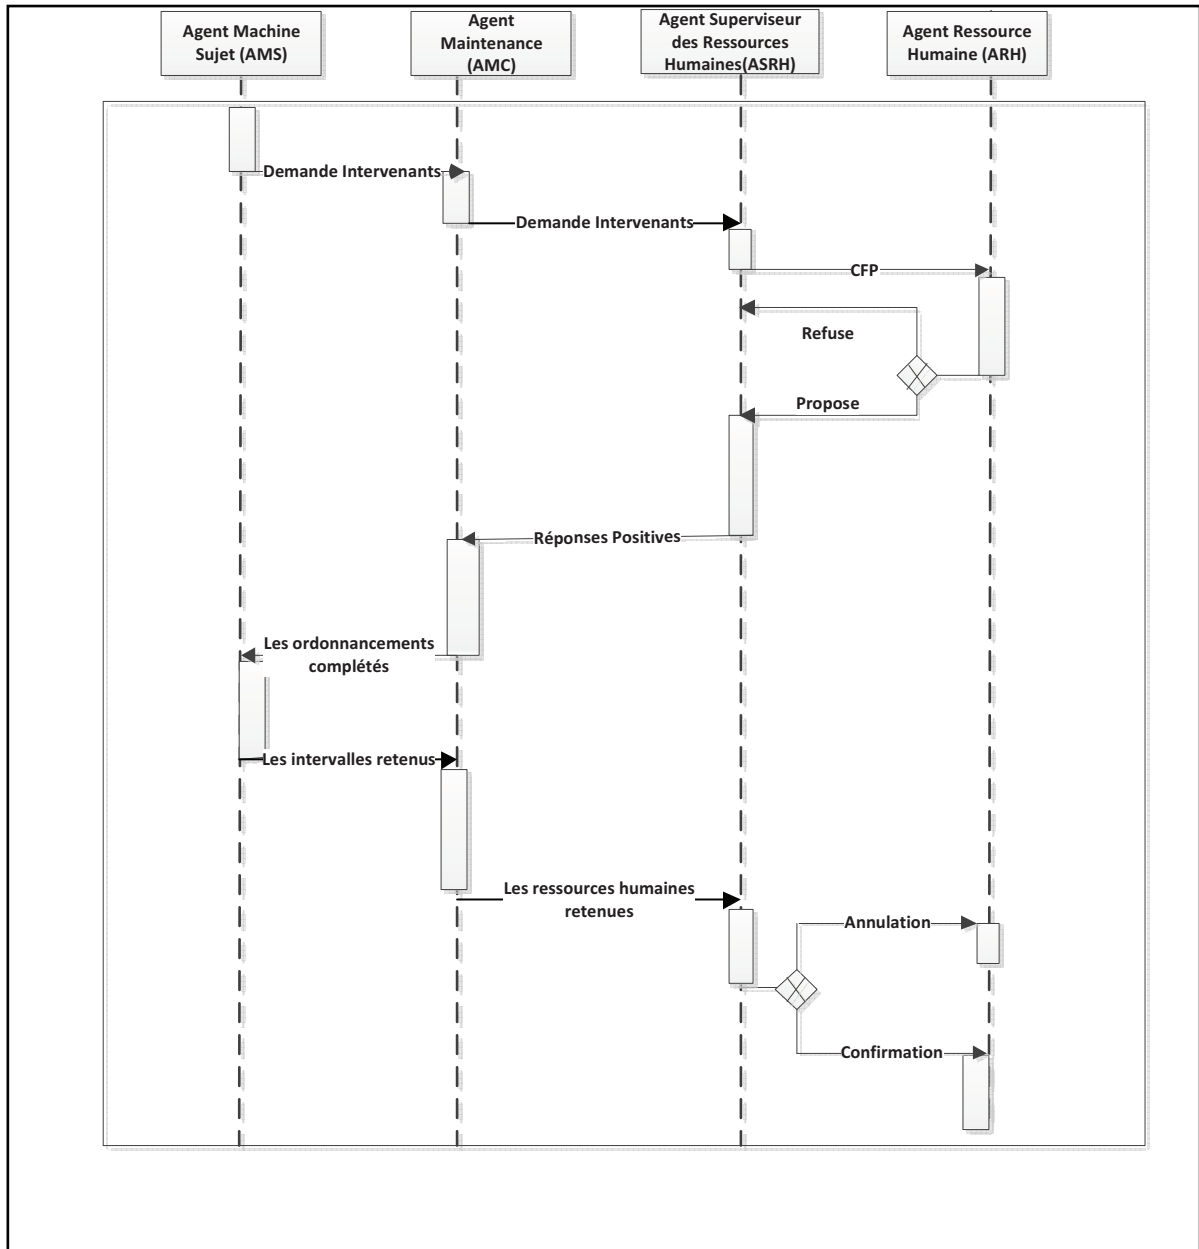 Agent Machine
Sujet (AMS)
Agent
Maintenance
(AMC)
Agent Superviseur
des Ressources
Humaines(ASRH)
Agent Ressource
Humaine (ARH)
Demande Intervenants
Demande Intervenants
CFP
Refuse
Propose
Réponses Positives
Les ordonnancements
complétés
Les intervalles retenus
Les ressources humaines
retenues
Annulation
Confirmation